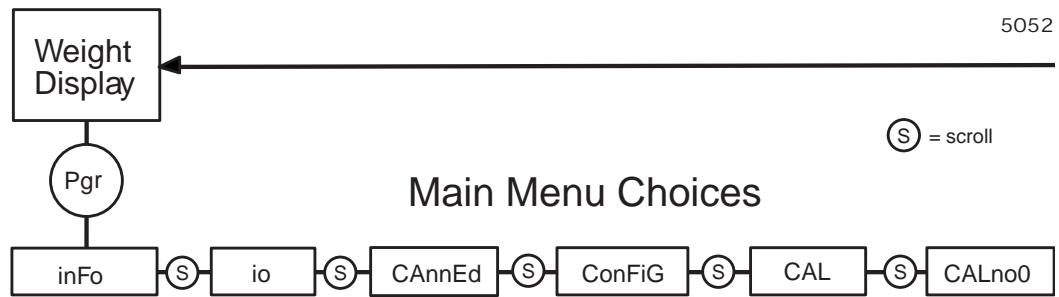 5052
Weight
Display
S = scroll
Pgr
Main Menu Choices
inFo S io S CAnnEd S ConFiG S CAL S CALno0